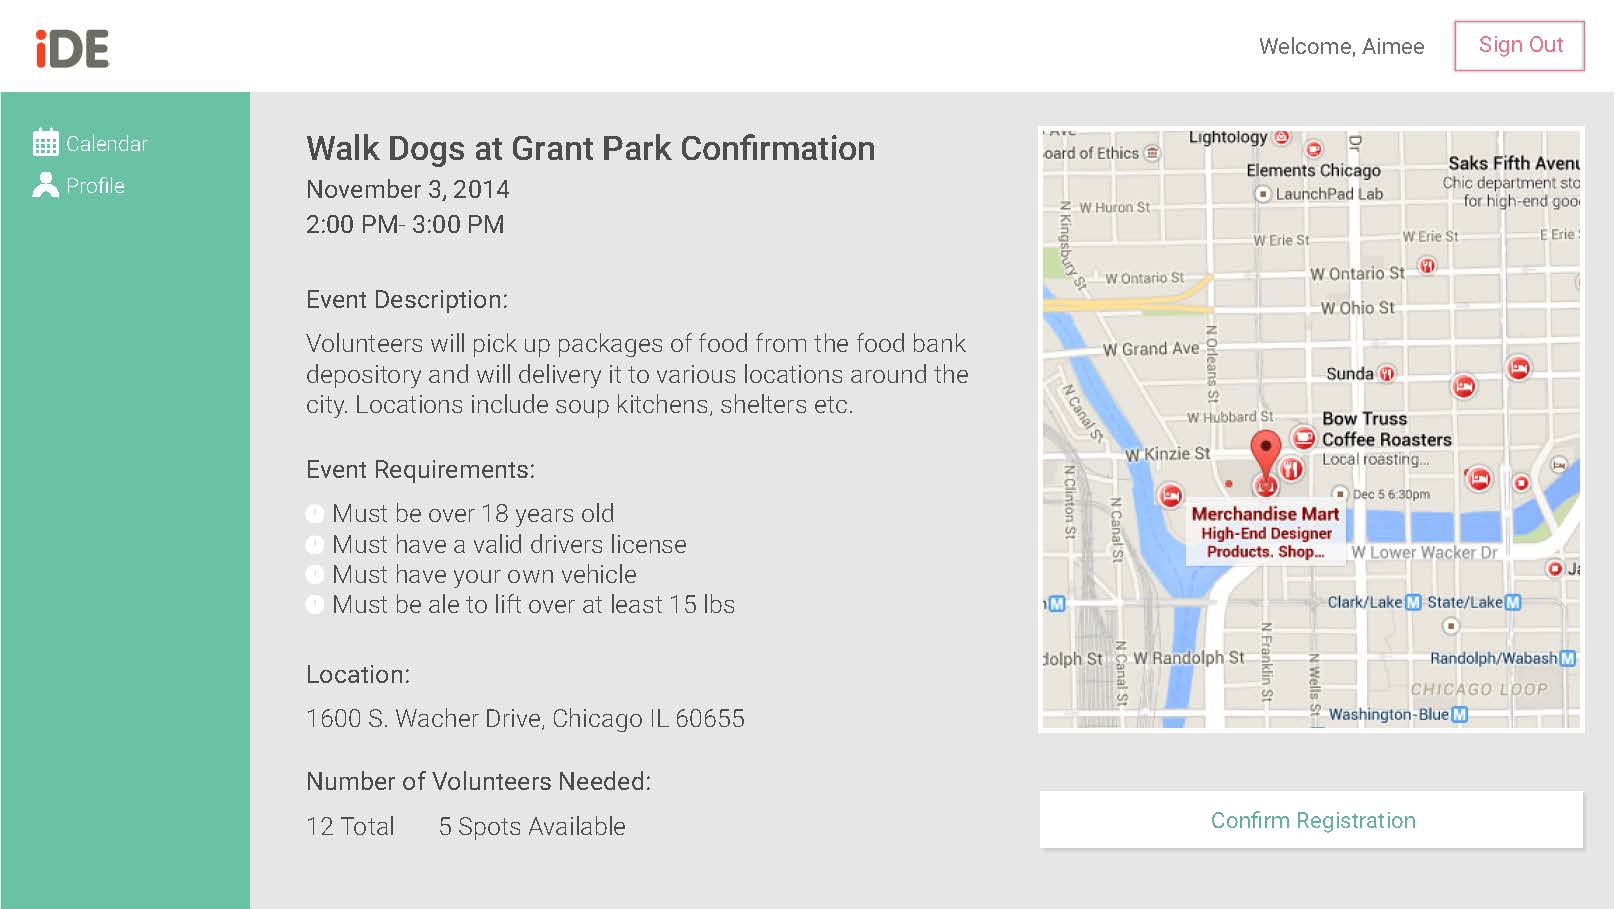 iDE
Welcome, Aimee
Sign Out
Calendar
Profile
Walk Dogs at Grant Park Confirmation
November 3, 2014
2:00 PM- 3:00 PM
Event Description:
Volunteers will pick up packages of food from the food bank
depository and will delivery it to various locations around the
city. Locations include soup kitchens, shelters etc.
Event Requirements:
Must be over 18 years old
Must have a valid drivers license
Must have your own vehicle
Must be ale to lift over at least 15 lbs
Location:
1600 S. Wacher Drive, Chicago IL 60655
Number of Volunteers Needed:
12 Total 5 Spots Available
Lightology
oard of Ethics
Elements Chicago
LaunchPad Lab
Saks Fifth Avenu
Chic department sto
for high-end goo
Dr
N Kingsbury St
W Huron St
W Erie St
W Erie St
E Erie
W Ontario St
W Ontario St
W Ohio St
W Grand Ave
N Orleans St
Sunda
N Canal St
W Hubbard St
Bow Truss
Coffee Roasters
Local roasting...
W Kinzie St
N Clinton St
N Canal St
Dec 5 6:30pm
Merchandise Mart
High-End Designer
Products. Shop...
W Lower Wacker Dr
Ja
M
Clark/Lake M State/Lake M
dolph St
N Canal St
W Randolph St
N Franklin St
N Wells St
Randolph/Wabash M
CHICAGO LOOP
Washington-Blue M
Confirm Registration